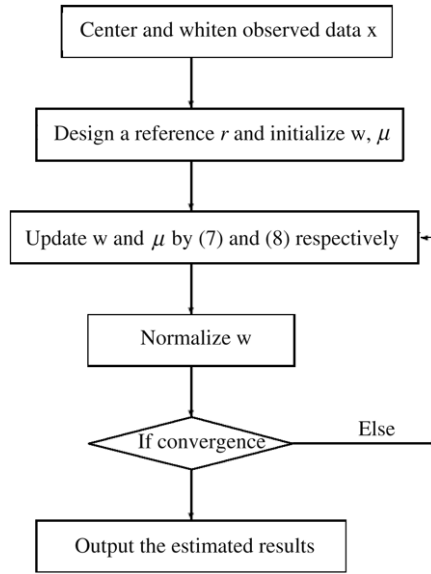 Center and whiten observed data x
Design a reference r and initialize w, μ
Update w and μ by (7) and (8) respectively
Normalize w
If convergence
Else
Output the estimated results